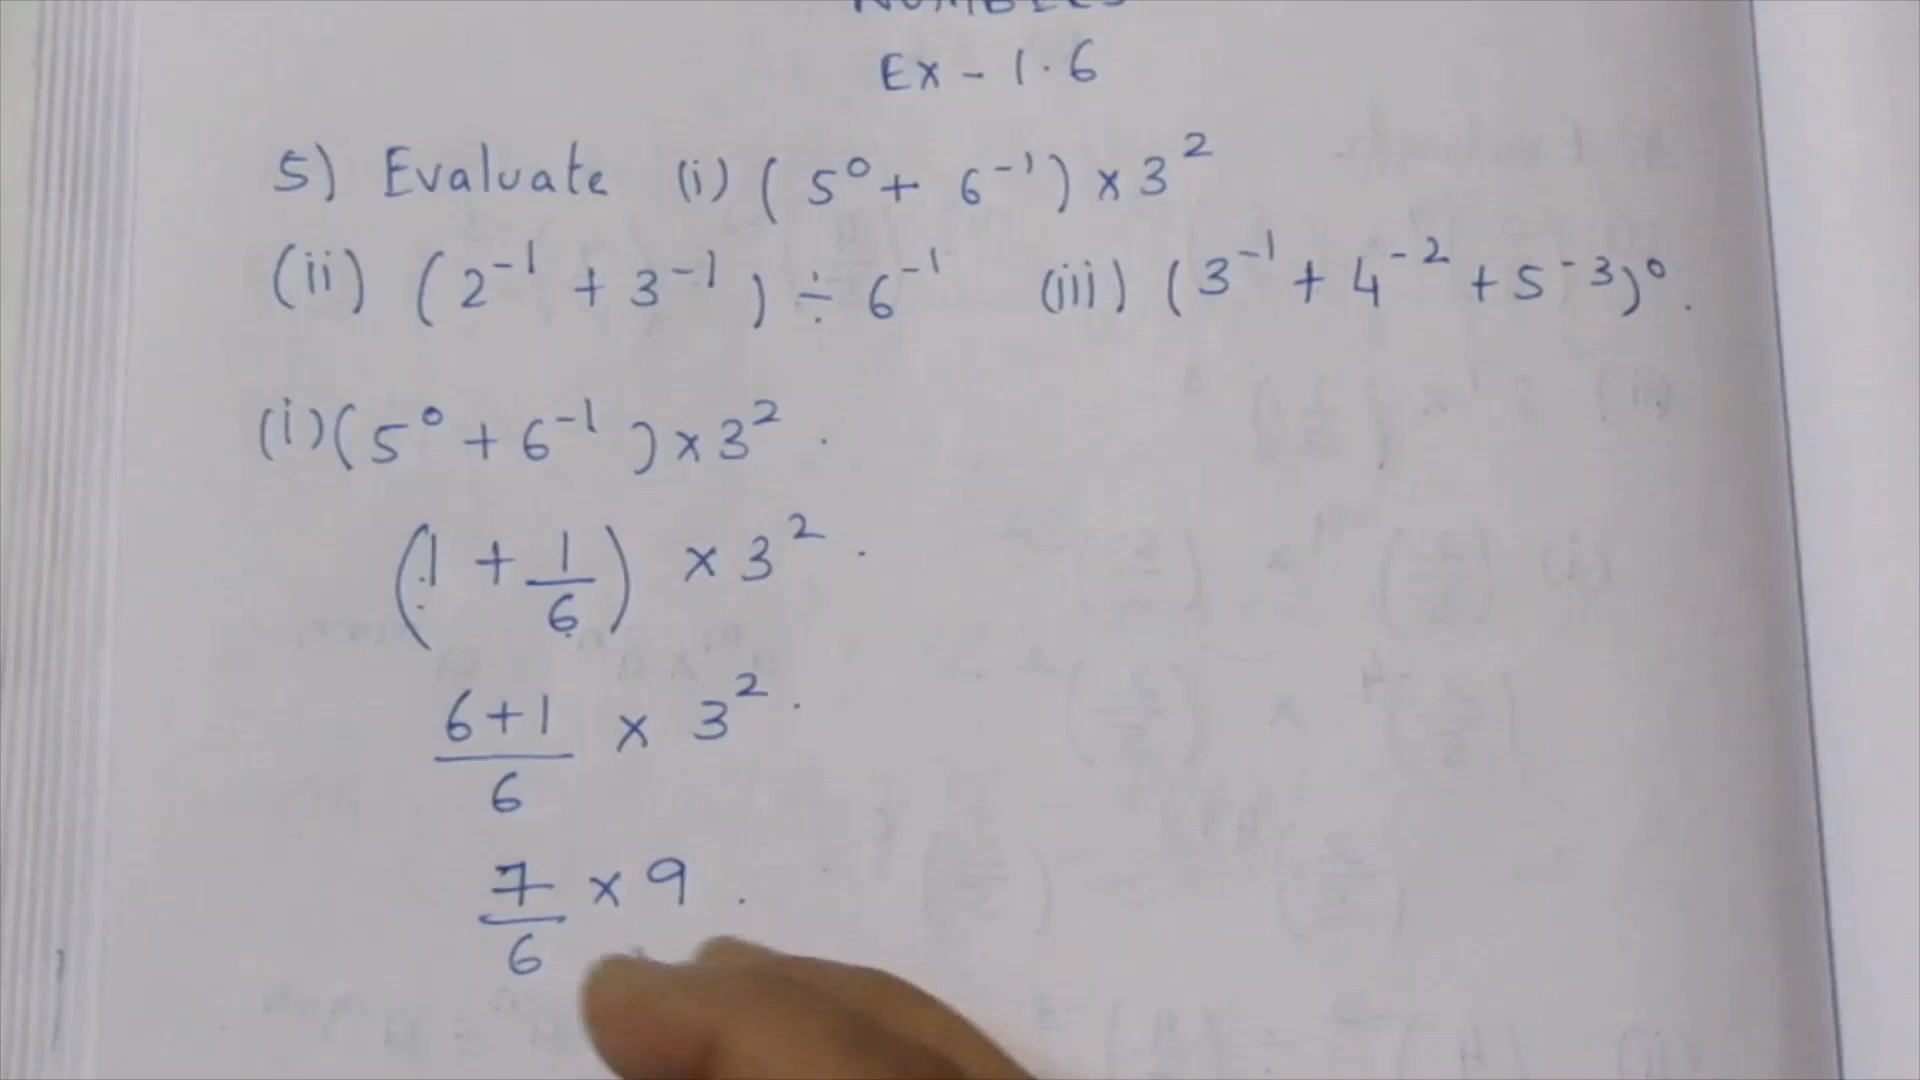 Ex - 1.6
5) Evaluate (i) (5⁰ + 6⁻¹) × 3²
(ii) (2⁻¹ + 3⁻¹) ÷ 6⁻¹ (iii) (3⁻¹ + 4⁻² + 5⁻³)⁰.
(i) (5⁰ + 6⁻¹) × 3².
(1 + 1/6) × 3².
6+1/6 × 3².
7/6 × 9.